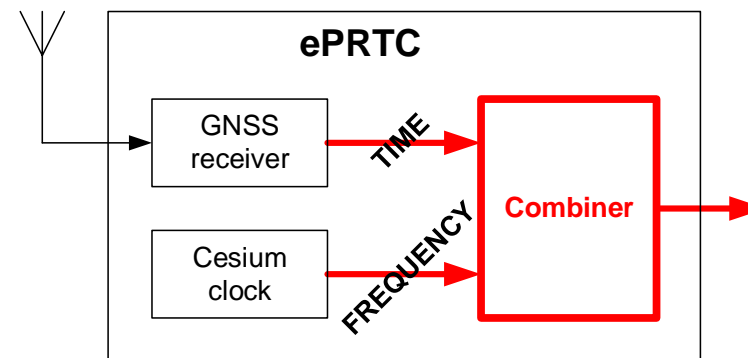 ePRTC
GNSS
receiver
TIME
Combiner
Cesium
clock
FREQUENCY